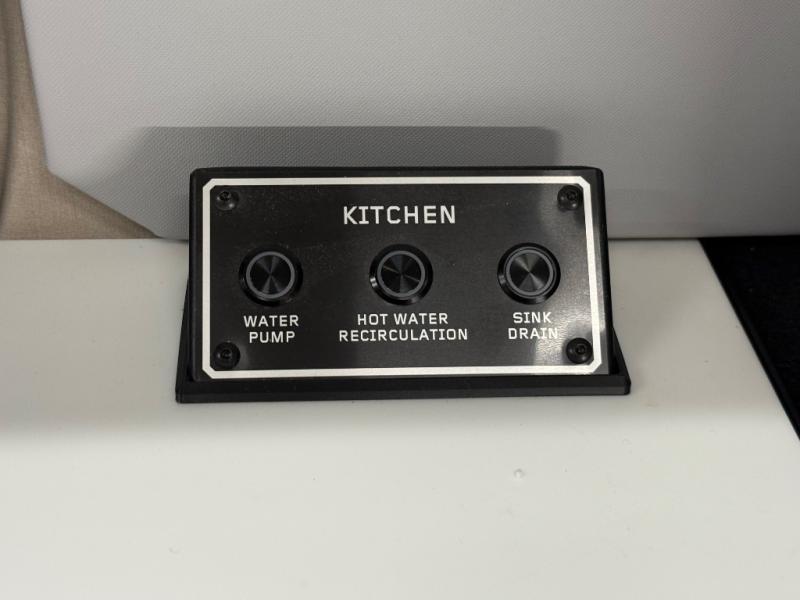 KITCHEN
WATER
PUMP
HOT WATER
RECIRCULATION
SINK
DRAIN